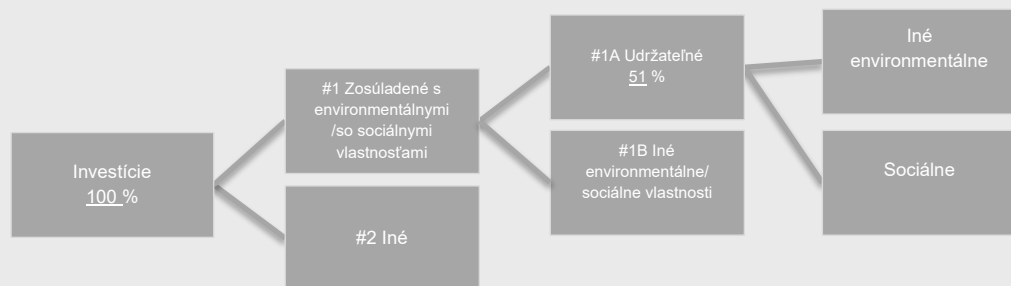 Investície
100 %
#1 Zosúladené s
environmentálnymi
/so sociálnymi
vlastnosťami
#2 Iné
#1A Udržateľné
51 %
#1B Iné
environmentálne/
sociálne vlastnosti
Iné
environmentálne
Sociálne